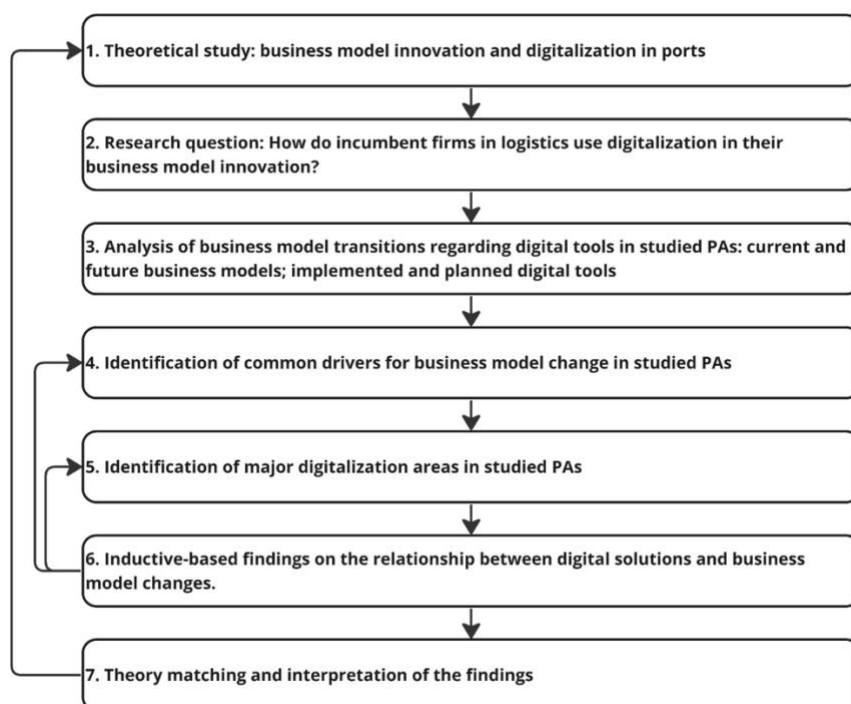 1. Theoretical study: business model innovation and digitalization in ports
2. Research question: How do incumbent firms in logistics use digitalization in their
business model innovation?
3. Analysis of business model transitions regarding digital tools in studied PAs: current and
future business models; implemented and planned digital tools
4. Identification of common drivers for business model change in studied PAs
5. Identification of major digitalization areas in studied PAs
6. Inductive-based findings on the relationship between digital solutions and business
model changes.
7. Theory matching and interpretation of the findings